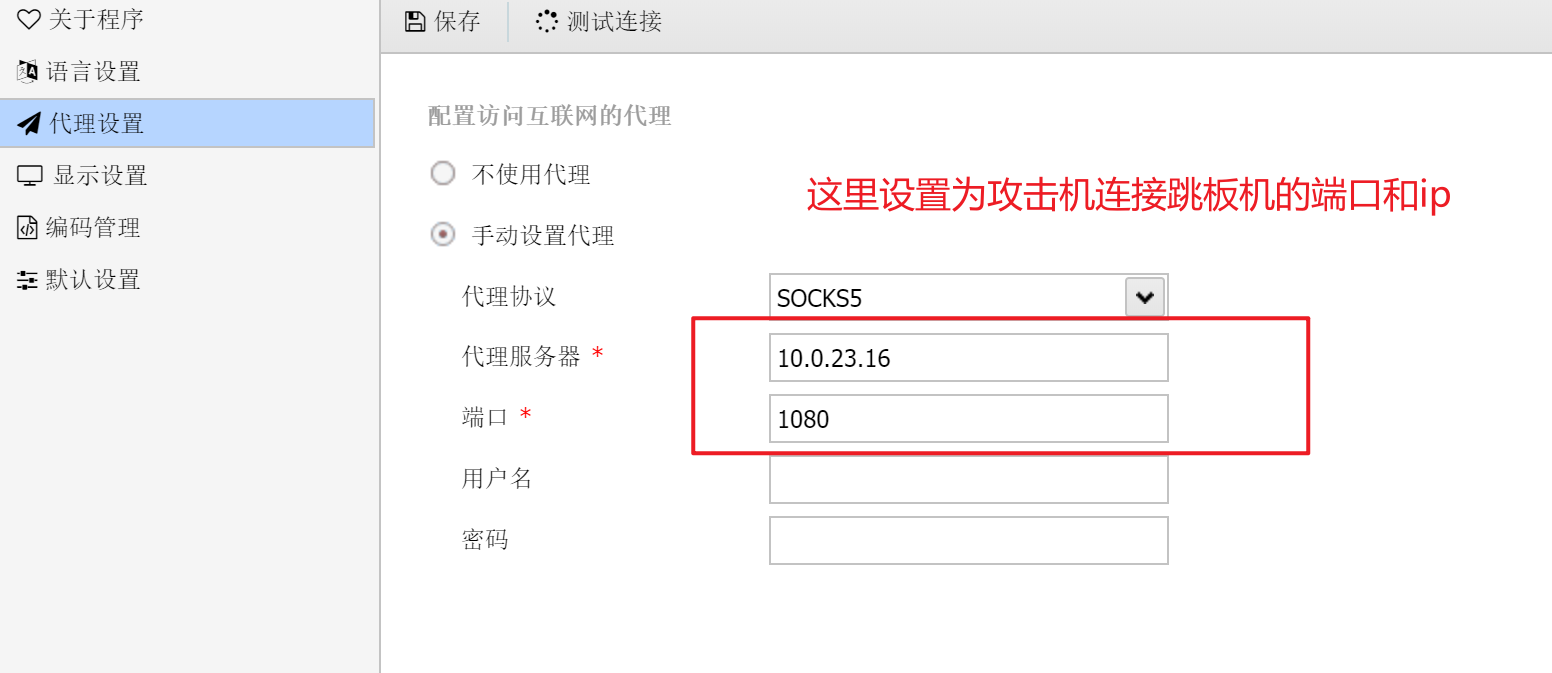 关于程序
语言设置
代理设置
显示设置
编码管理
默认设置
保存
测试连接
配置访问互联网的代理
不使用代理
这里设置为攻击机连接跳板机的端口和ip
手动设置代理
代理协议
SOCKS5
代理服务器 *
10.0.23.16
端口 *
1080
用户名
密码